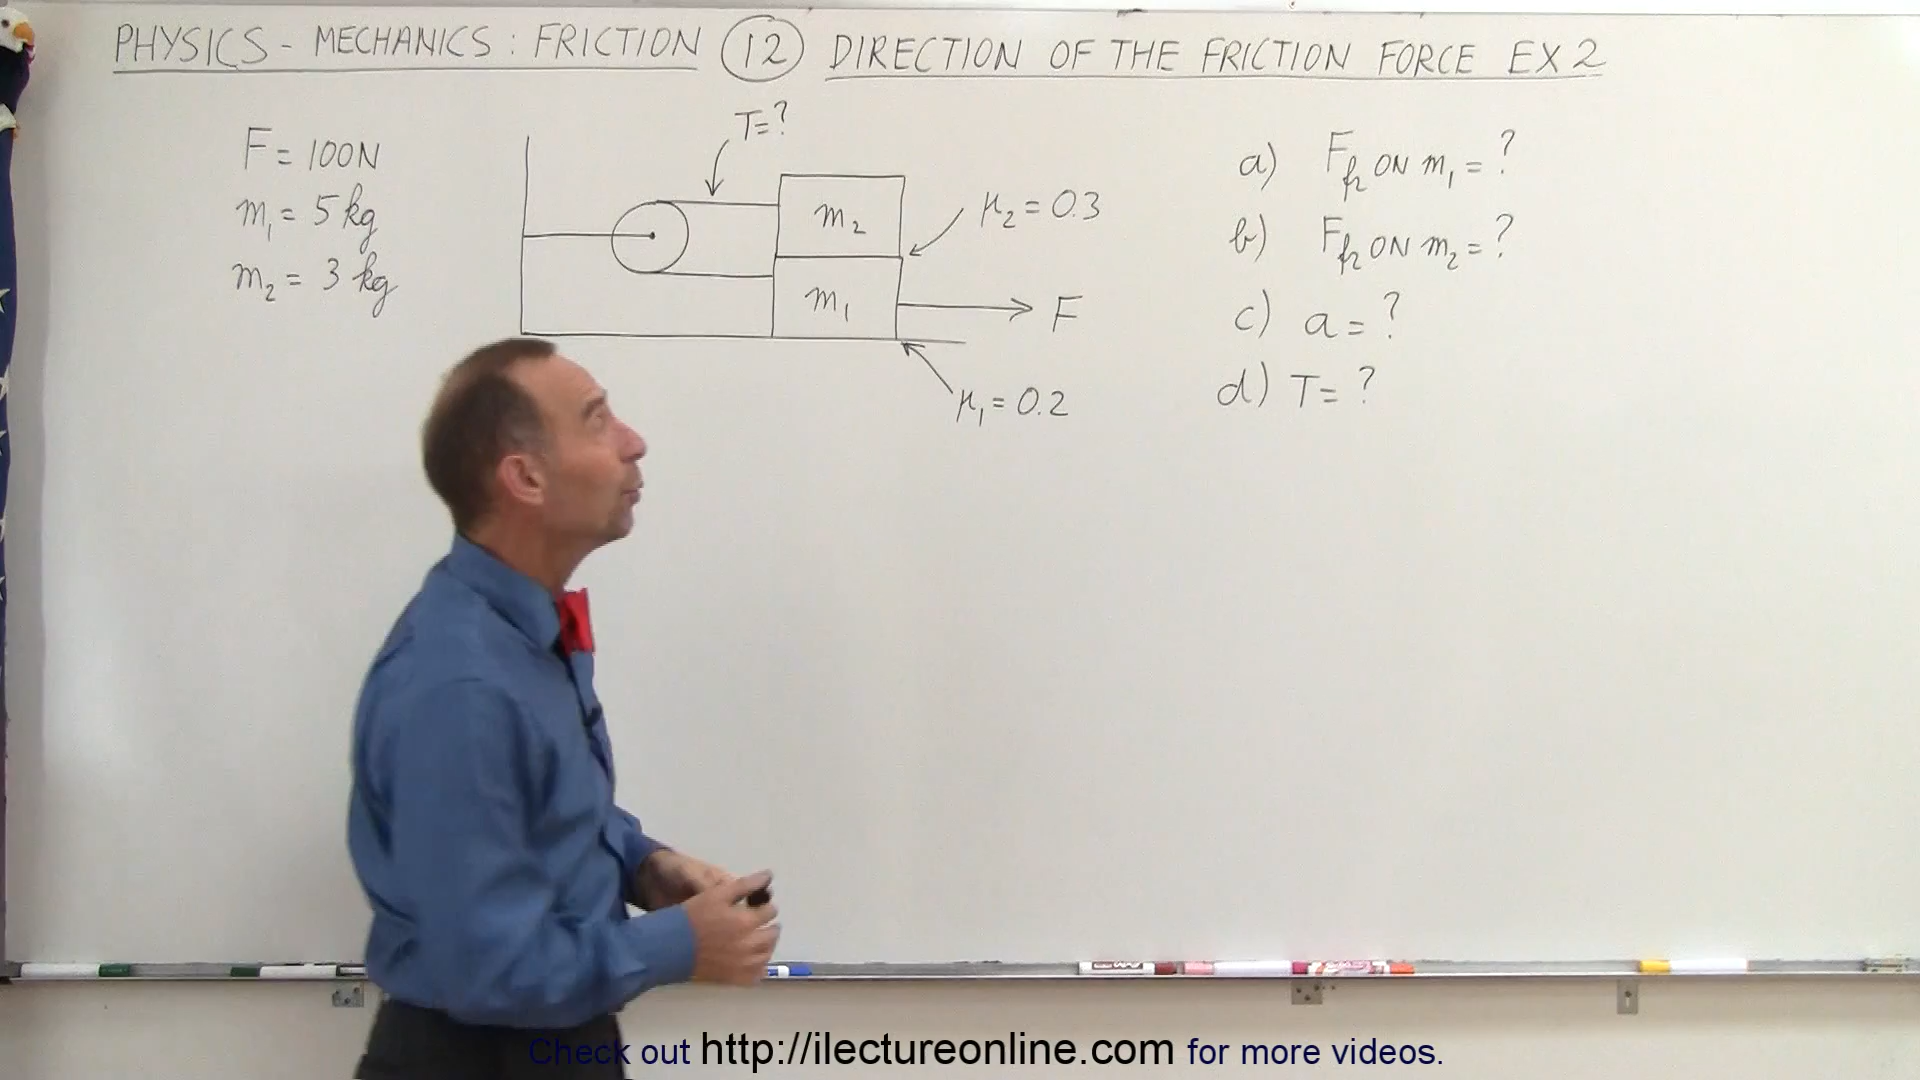 PHYSICS - MECHANICS : FRICTION 12 DIRECTION OF THE FRICTION FORCE EX 2
F = 100N
m₁ = 5 kg
m₂ = 3 kg
T=?
m₂
m₁
μ₂ = 0.3
F
μ₁ = 0.2
a) F_fr ON m₁ = ?
b) F_fr ON m₂ = ?
c) a = ?
d) T = ?
Check out http://ilectureonline.com for more videos.